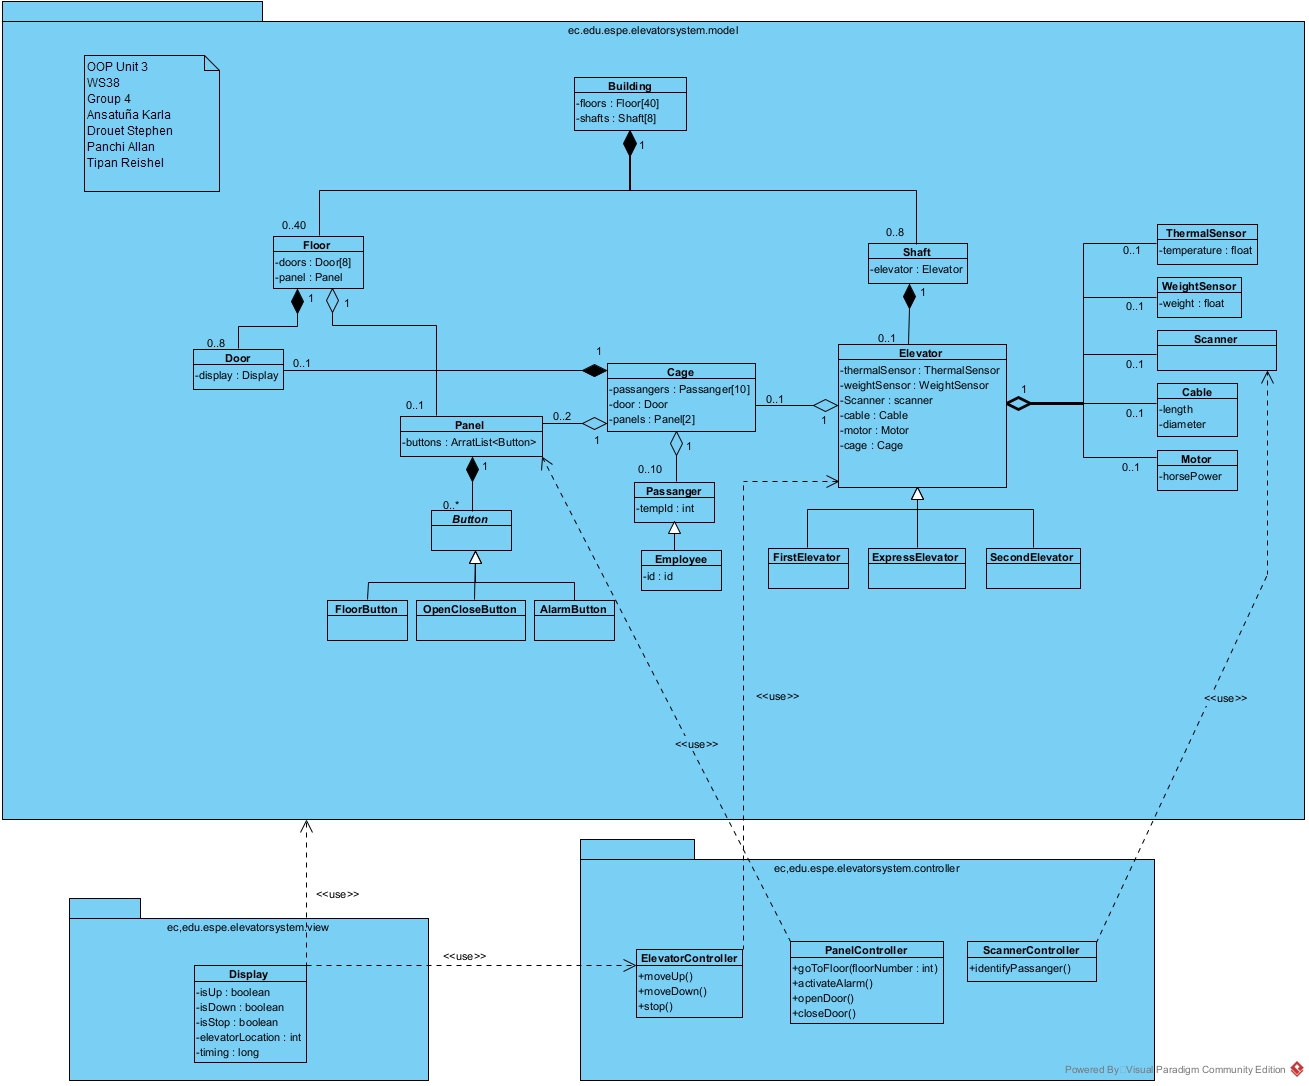 ec.edu.espe.elevatorsystem.model
OOP Unit 3
WS38
Group 4
Ansatuña Karla
Drouet Stephen
Panchi Allan
Tipan Reishel
Building
-floors : Floor[40]
-shafts : Shaft[8]
1
0..40
Floor
-doors : Door[8]
-panel : Panel
1
1
0..8
Shaft
-elevator : Elevator
1
0..1
ThermalSensor
-temperature : float
0..1
WeightSensor
-weight : float
0..1
Scanner
0..1
Cable
-length
-diameter
0..1
Motor
-horsePower
0..1
0..8
Door
-display : Display
0..1
1
Cage
-passangers : Passanger[10]
-door : Door
-panels : Panel[2]
0..1
1
Elevator
-thermalSensor : ThermalSensor
-weightSensor : WeightSensor
-Scanner : scanner
-cable : Cable
-motor : Motor
-cage : Cage
1
0..1
Panel
-buttons : ArratList<Button>
0..2
1
1
0..*
Button
1
0..10
Passanger
-tempId : int
Employee
-id : id
FirstElevator
ExpressElevator
SecondElevator
FloorButton
OpenCloseButton
AlarmButton
<<use>>
<<use>>
<<use>>
<<use>>
ec,edu.espe.elevatorsystem.view
Display
-isUp : boolean
-isDown : boolean
-isStop : boolean
-elevatorLocation : int
-timing : long
<<use>>
ec,edu.espe.elevatorsystem.controller
ElevatorController
+moveUp()
+moveDown()
+stop()
PanelController
+goToFloor(floorNumber : int)
+activateAlarm()
+openDoor()
+closeDoor()
ScannerController
+identifyPassanger()
Powered By: Visual Paradigm Community Edition